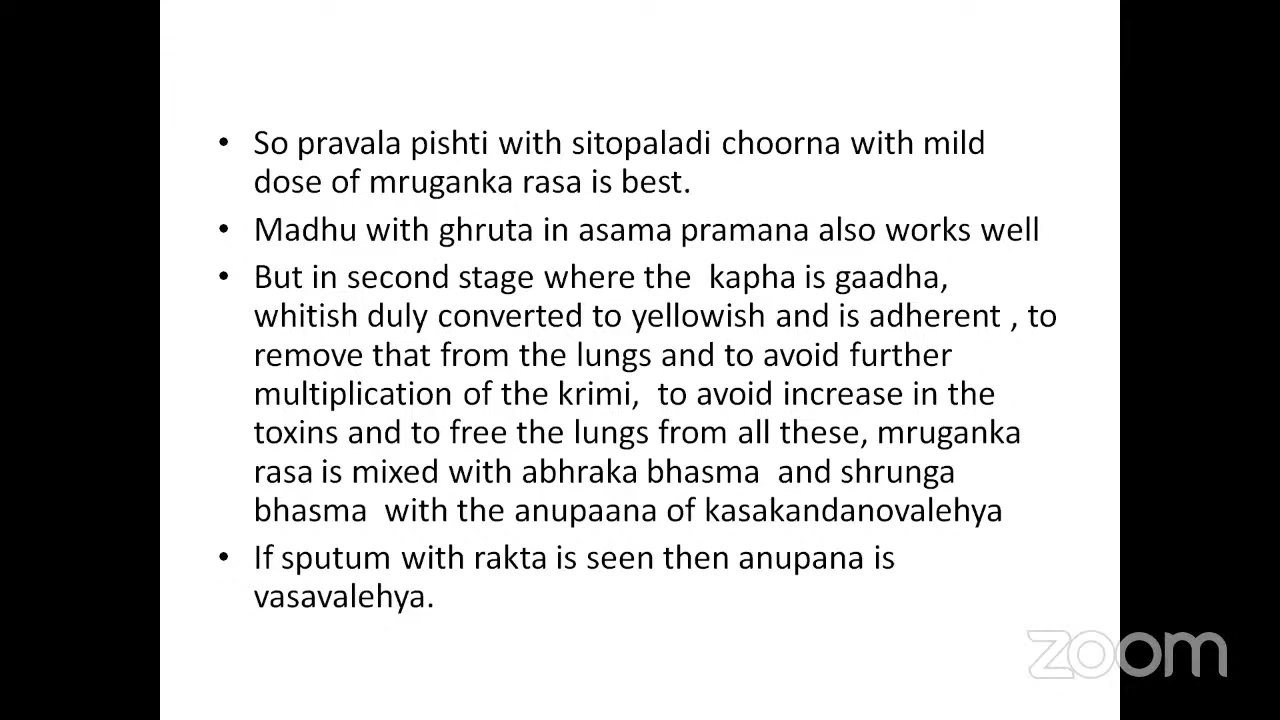 • So pravala pishti with sitopaladi choorna with mild
dose of mruganka rasa is best.
• Madhu with ghruta in asama pramana also works well
• But in second stage where the  kapha is gaadha,
whitish duly converted to yellowish and is adherent , to
remove that from the lungs and to avoid further
multiplication of the krimi,  to avoid increase in the
toxins and to free the lungs from all these, mruganka
rasa is mixed with abhraka bhasma  and shrunga
bhasma  with the anupaana of kasakandanovalehya
• If sputum with rakta is seen then anupana is
vasavalehya.
zoom